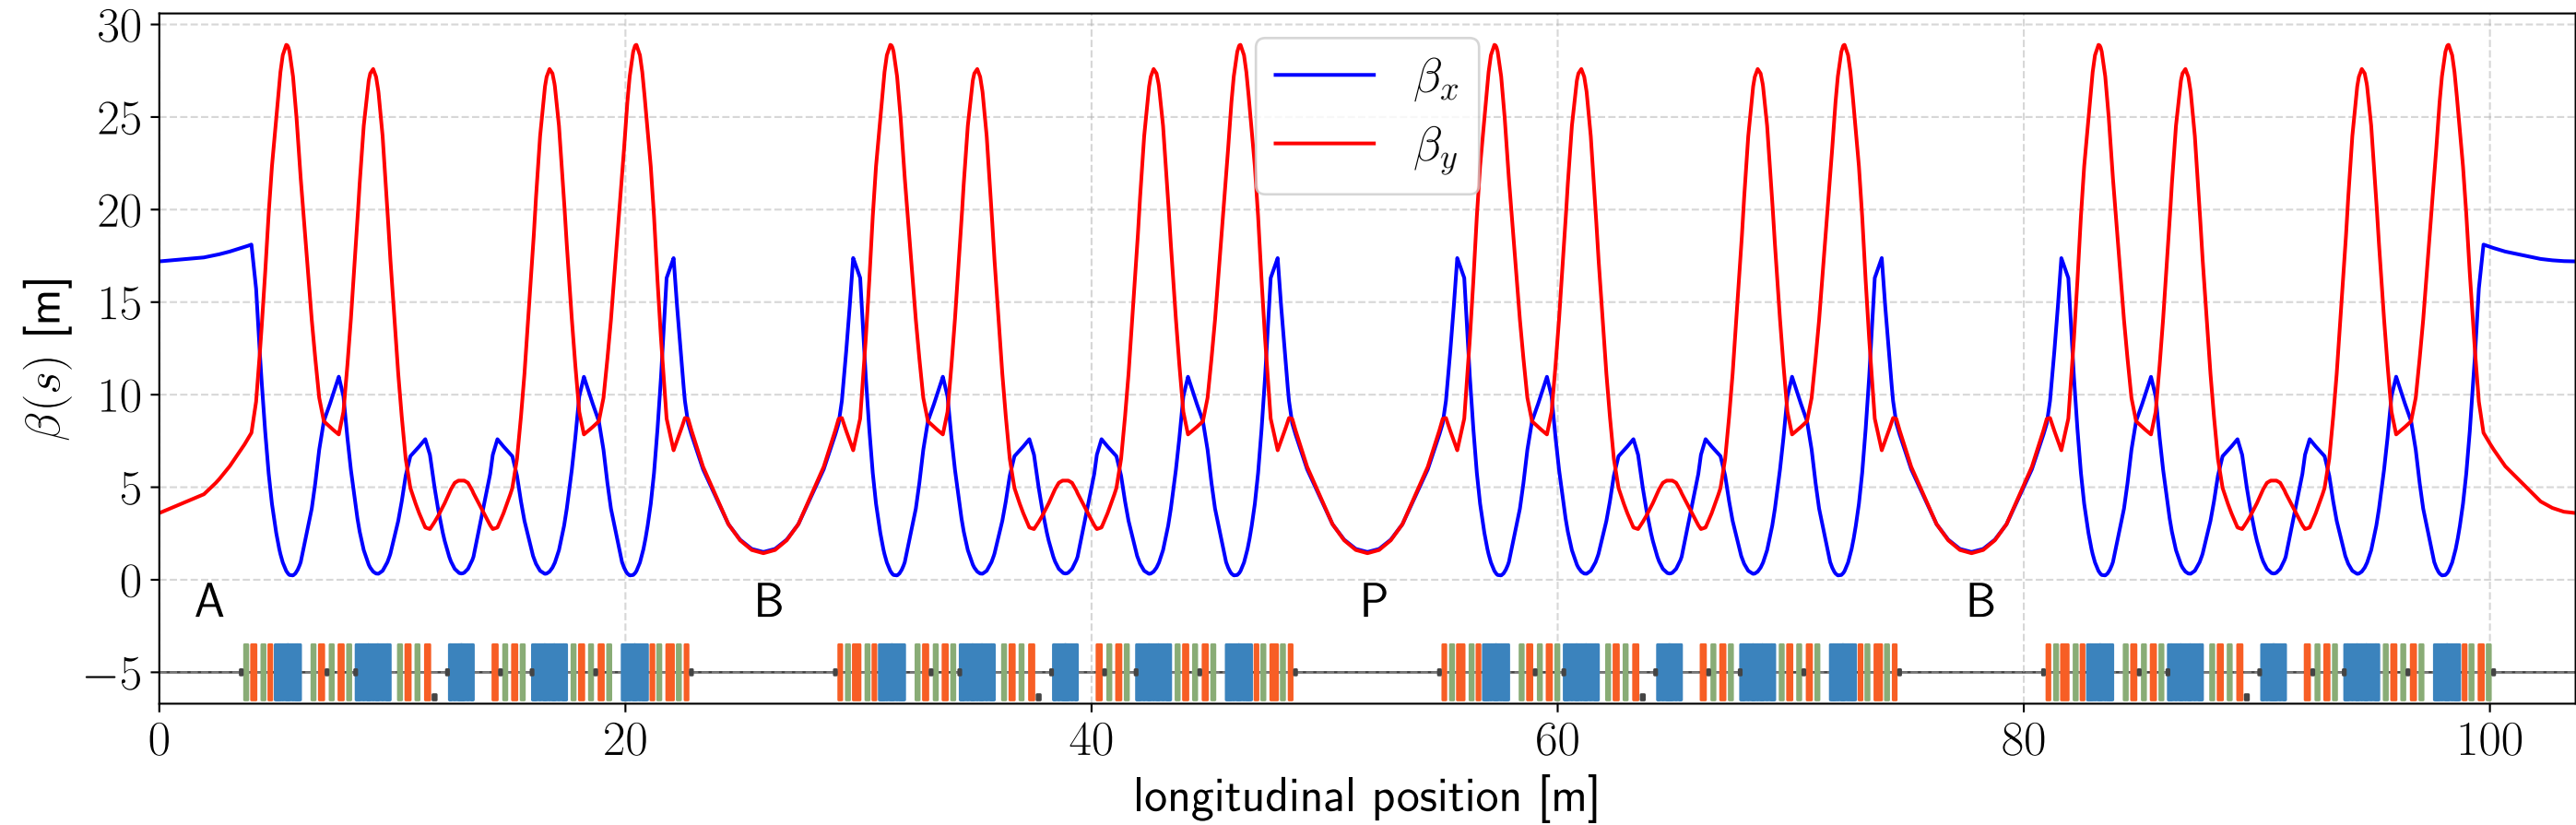 30
25
20
15
10
5
0
−5
β(s) [m]
βx
βy
A B P B
0 20 40 60 80 100
longitudinal position [m]